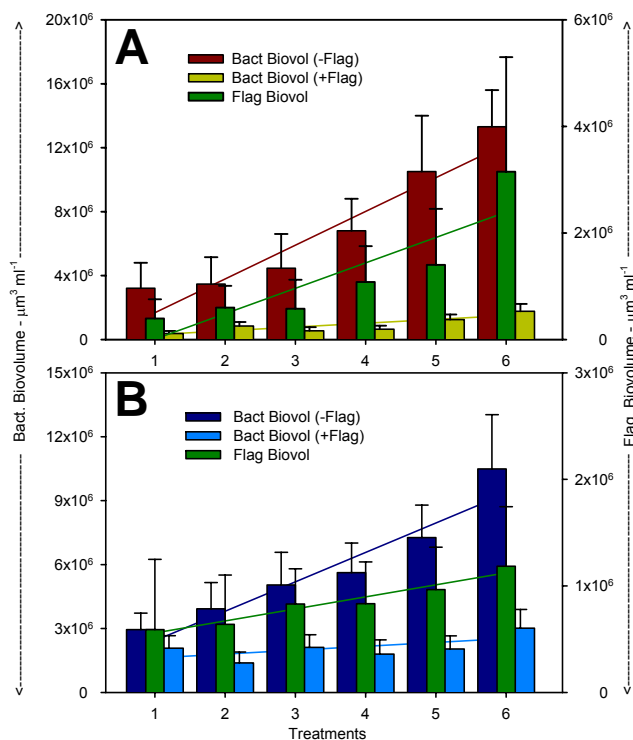 A
Bact Biovol (-Flag)
Bact Biovol (+Flag)
Flag Biovol
20x10⁶
16x10⁶
12x10⁶
8x10⁶
4x10⁶
0
6x10⁶
4x10⁶
2x10⁶
0
1 2 3 4 5 6
B
Bact Biovol (-Flag)
Bact Biovol (+Flag)
Flag Biovol
15x10⁶
12x10⁶
9x10⁶
6x10⁶
3x10⁶
0
3x10⁶
2x10⁶
1x10⁶
0
1 2 3 4 5 6
Treatments
<----------------------- Bact. Biovolume - μm³ ml⁻¹ ----------------------->
<----------------------- Flag. Biovolume - μm³ ml⁻¹ ----------------------->